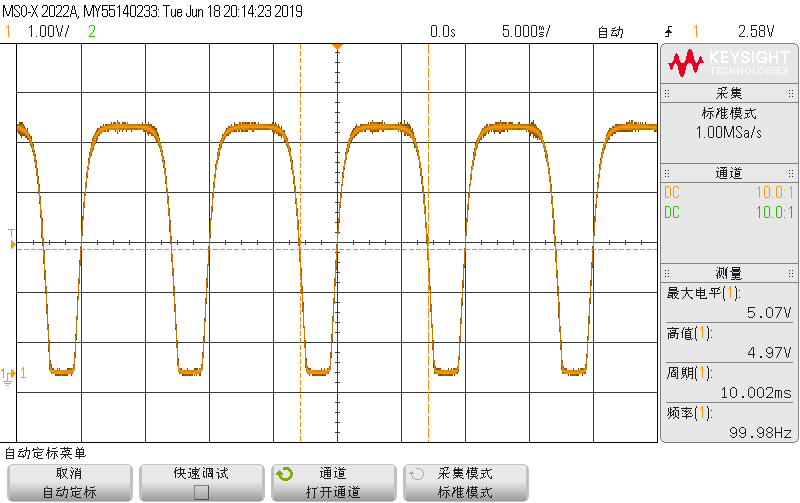 MSO-X 2022A, MY55140233: Tue Jun 18 20:14:23 2019
1 1.00V/ 2 0.0s 5.000%/ 自动 1 2.58V
KEYSIGHT
TECHNOLOGIES
采集
标准模式
1.00MSa/s
通道
DC 10.0:1
DC 10.0:1
测量
最大电平(1):
5.07V
高值(1):
4.97V
周期(1):
10.002ms
频率(1):
99.98Hz
T
1 1
自动定标菜单
取消
自动定标
快速调试
通道
打开通道
采集模式
标准模式